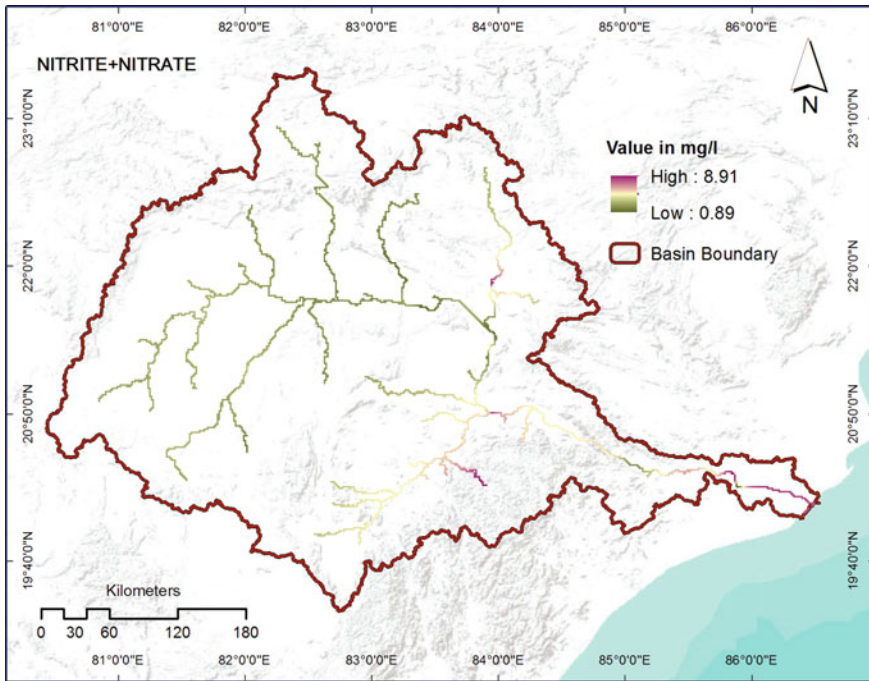 81°0'0"E 82°0'0"E 83°0'0"E 84°0'0"E 85°0'0"E 86°0'0"E
NITRITE+NITRATE
N
23°10'0"N 23°10'0"N
Value in mg/l
High : 8.91
Low : 0.89
Basin Boundary
22°0'0"N 22°0'0"N
20°50'0"N 20°50'0"N
19°40'0"N 19°40'0"N
Kilometers
0 30 60 120 180
81°0'0"E 82°0'0"E 83°0'0"E 84°0'0"E 85°0'0"E 86°0'0"E